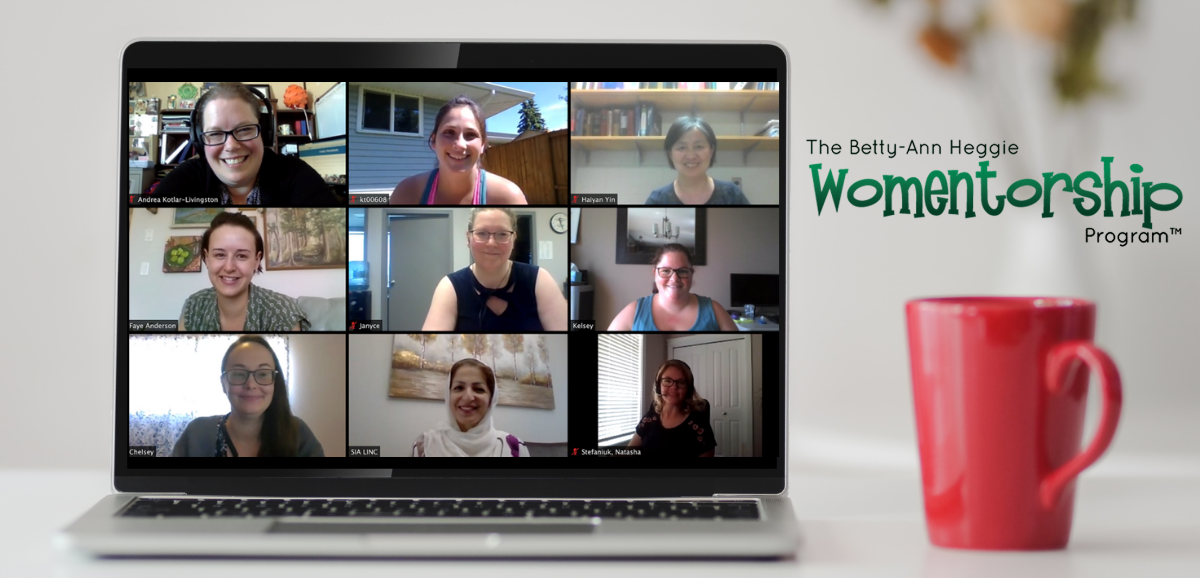 Andrea Kotlar-Livingston
kt00608
Haiyan Yin
Faye Anderson
Janyce
Kelsey
Chelsey
SIA LINC
Stefaniuk, Natasha
The Betty-Ann Heggie
Womentorship
Program™